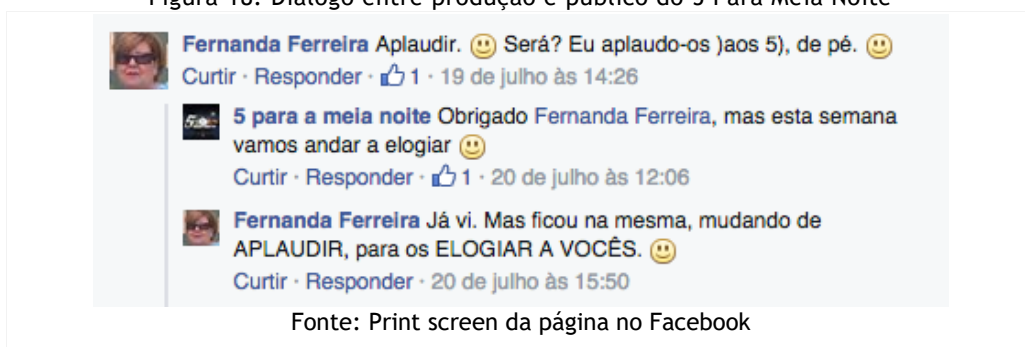 Figura 18: Diálogo entre produção e público do 5 Para Meia Noite
Fernanda Ferreira Aplaudir. Será? Eu aplaudo-os )aos 5), de pé.
Curtir · Responder · 1 · 19 de julho às 14:26
5 para a meia noite Obrigado Fernanda Ferreira, mas esta semana
vamos andar a elogiar
Curtir · Responder · 1 · 20 de julho às 12:06
Fernanda Ferreira Já vi. Mas ficou na mesma, mudando de
APLAUDIR, para os ELOGIAR A VOCÊS.
Curtir · Responder · 20 de julho às 15:50
Fonte: Print screen da página no Facebook